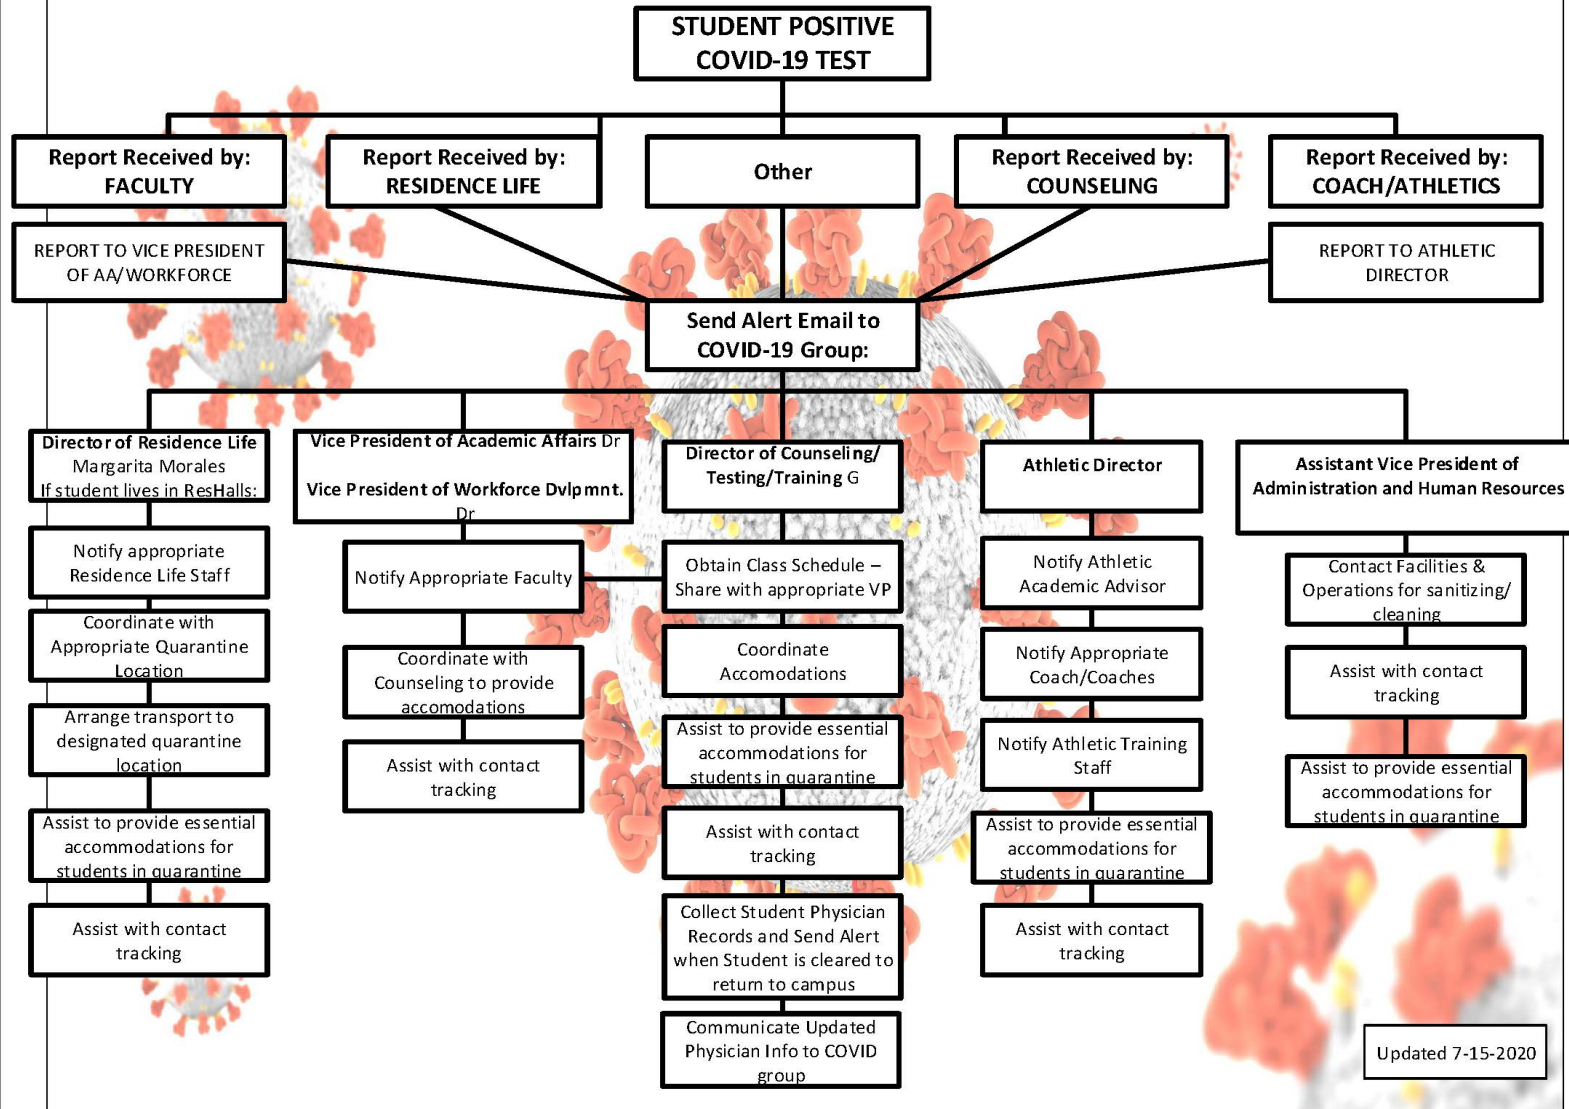 STUDENT POSITIVE
COVID-19 TEST
Report Received by:
FACULTY
Report Received by:
RESIDENCE LIFE
Other
Report Received by:
COUNSELING
Report Received by:
COACH/ATHLETICS
REPORT TO VICE PRESIDENT
OF AA/WORKFORCE
REPORT TO ATHLETIC
DIRECTOR
Send Alert Email to
COVID-19 Group:
Director of Residence Life
Margarita Morales
If student lives in ResHalls:
Notify appropriate
Residence Life Staff
Coordinate with
Appropriate Quarantine
Location
Arrange transport to
designated quarantine
location
Assist to provide essential
accommodations for
students in quarantine
Assist with contact
tracking
Vice President of Academic Affairs Dr
Vice President of Workforce Dvlpmnt.
Dr
Notify Appropriate Faculty
Coordinate with
Counseling to provide
accomodations
Assist with contact
tracking
Director of Counseling/
Testing/Training G
Obtain Class Schedule –
Share with appropriate VP
Coordinate
Accomodations
Assist to provide essential
accommodations for
students in quarantine
Assist with contact
tracking
Collect Student Physician
Records and Send Alert
when Student is cleared to
return to campus
Communicate Updated
Physician Info to COVID
group
Athletic Director
Notify Athletic
Academic Advisor
Notify Appropriate
Coach/Coaches
Notify Athletic Training
Staff
Assist to provide essential
accommodations for
students in quarantine
Assist with contact
tracking
Assistant Vice President of
Administration and Human Resources
Contact Facilities &
Operations for sanitizing/
cleaning
Assist with contact
tracking
Assist to provide essential
accommodations for
students in quarantine
Updated 7-15-2020